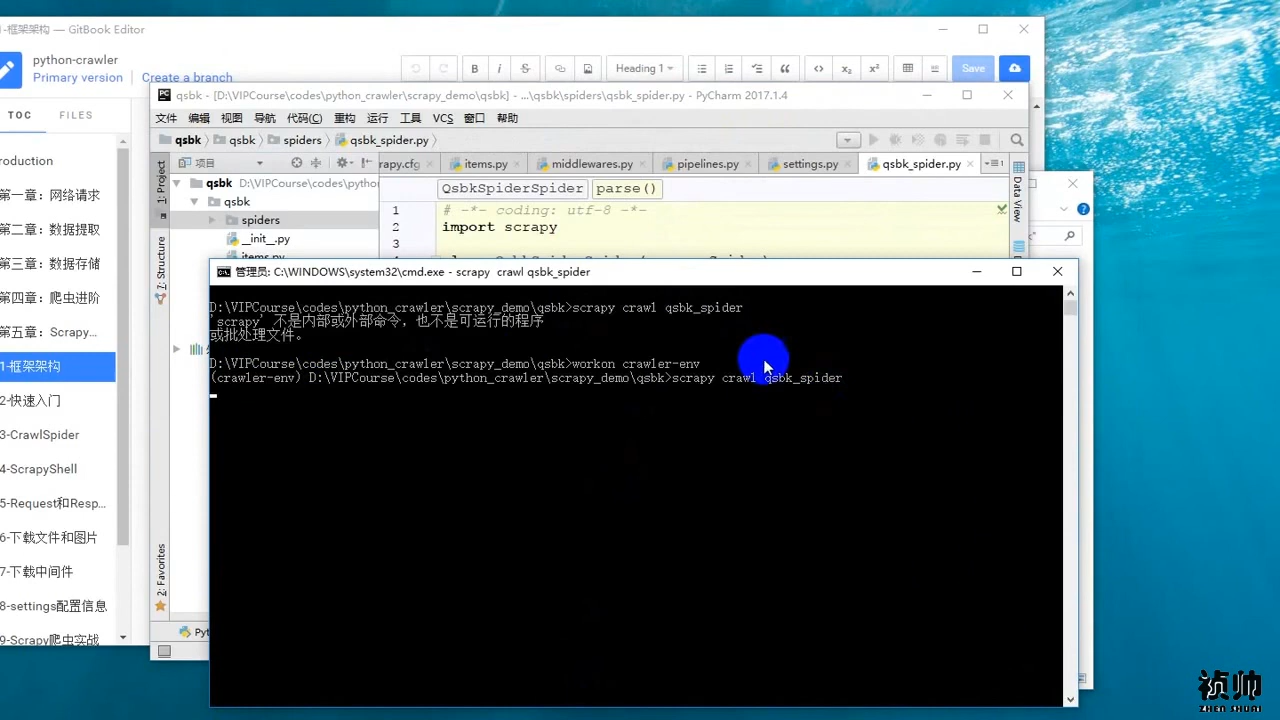 1-框架架构 — GitBook Editor
python-crawler
Primary version
Create a branch
B
i
S
Heading 1
Save
TOC
FILES
roduction
第一章：网络请求
第二章：数据提取
第三章：数据存储
第四章：爬虫进阶
第五章：Scrapy...
1-框架架构
2-快速入门
3-CrawlSpider
4-ScrapyShell
5-Request和Resp...
6-下载文件和图片
7-下载中间件
8-settings配置信息
9-Scrapy爬虫实战
qsbk - [D:\VIPCourse\codes\python_crawler\scrapy_demo\qsbk] - ...\qsbk\spiders\qsbk_spider.py - PyCharm 2017.1.4
文件 编辑 视图 导航 代码(C) 重构 运行 工具 VCS 窗口 帮助
qsbk qsbk spiders qsbk_spider.py
项目
rapy.cfg items.py middlewares.py pipelines.py settings.py qsbk_spider.py
1: Project
7: Structure
2: Favorites
Data View
qsbk D:\VIPCourse\codes\pytho
qsbk
spiders
__init__.py
items.py
QsbkSpiderSpider parse()
1 # -*- coding: utf-8 -*-
2 import scrapy
3
Pyt
管理员: C:\WINDOWS\system32\cmd.exe - scrapy crawl qsbk_spider
D:\VIPCourse\codes\python_crawler\scrapy_demo\qsbk>scrapy crawl qsbk_spider
'scrapy' 不是内部或外部命令，也不是可运行的程序
或批处理文件。
D:\VIPCourse\codes\python_crawler\scrapy_demo\qsbk>workon crawler-env
(crawler-env) D:\VIPCourse\codes\python_crawler\scrapy_demo\qsbk>scrapy crawl qsbk_spider
祯帅
ZHEN SHUAI